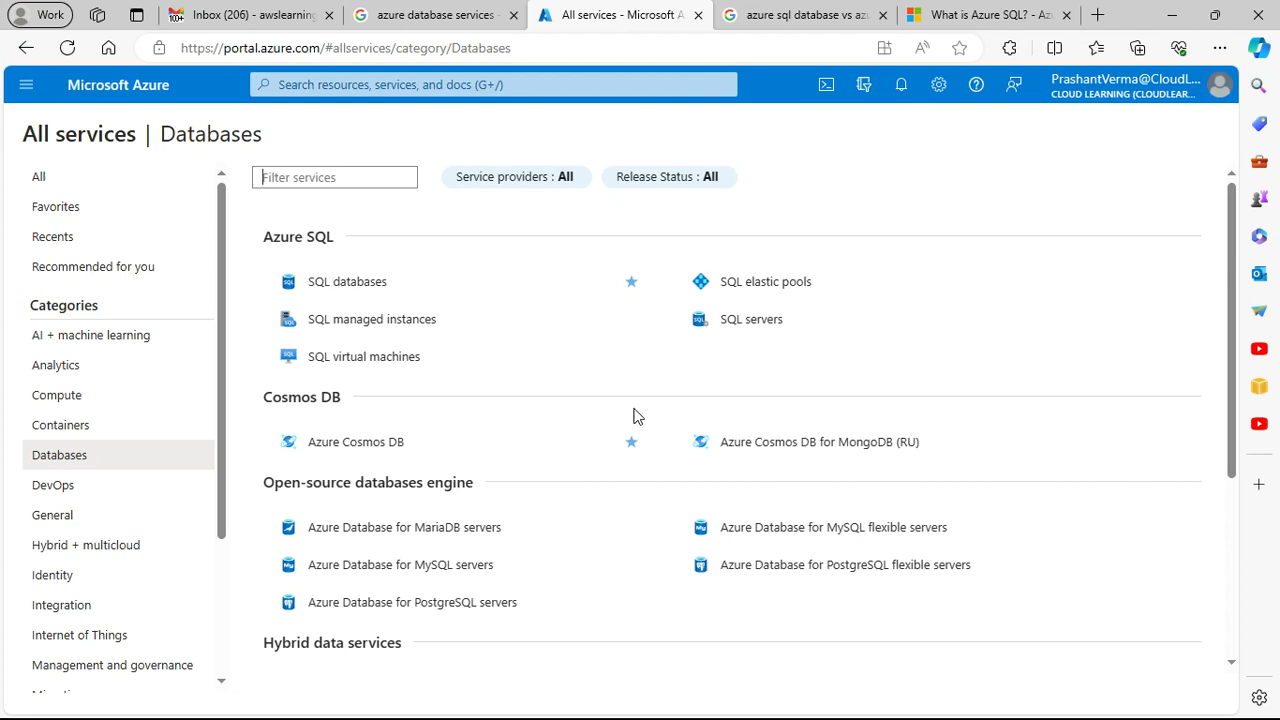 Work
Inbox (206) - awslearning
azure database services -
All services - Microsoft A
azure sql database vs azu
What is Azure SQL? - Az
https://portal.azure.com/#allservices/category/Databases
Microsoft Azure
Search resources, services, and docs (G+/)
PrashantVerma@CloudL...
CLOUD LEARNING (CLOUDLEAR...
All services | Databases
All
Favorites
Recents
Recommended for you
Categories
AI + machine learning
Analytics
Compute
Containers
Databases
DevOps
General
Hybrid + multicloud
Identity
Integration
Internet of Things
Management and governance
Filter services
Service providers : All
Release Status : All
Azure SQL
SQL databases
SQL elastic pools
SQL managed instances
SQL servers
SQL virtual machines
Cosmos DB
Azure Cosmos DB
Azure Cosmos DB for MongoDB (RU)
Open-source databases engine
Azure Database for MariaDB servers
Azure Database for MySQL flexible servers
Azure Database for MySQL servers
Azure Database for PostgreSQL flexible servers
Azure Database for PostgreSQL servers
Hybrid data services